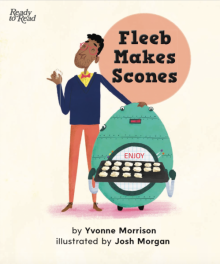 Ready
to Read
Fleeb
Makes
Scones
ENJOY
by Yvonne Morrison
illustrated by Josh Morgan